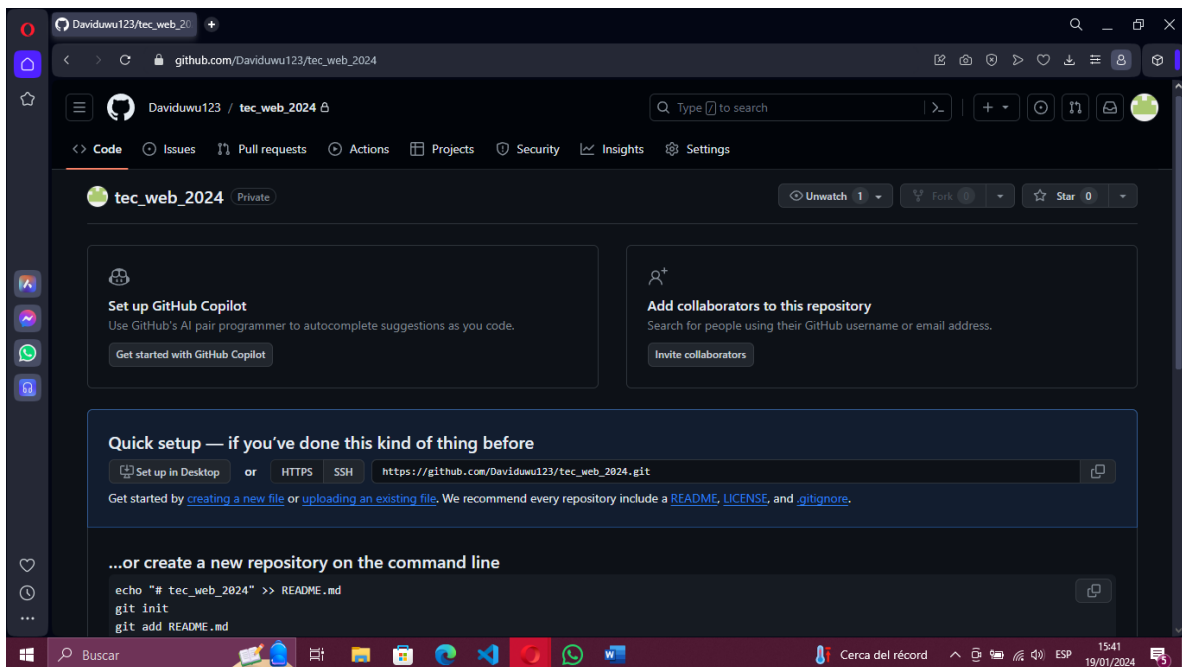 Daviduwu123/tec_web_20
github.com/Daviduwu123/tec_web_2024
Daviduwu123 / tec_web_2024
Type / to search
Code Issues Pull requests Actions Projects Security Insights Settings
tec_web_2024 Private
Unwatch 1 Fork 0 Star 0
Set up GitHub Copilot
Use GitHub's AI pair programmer to autocomplete suggestions as you code.
Get started with GitHub Copilot
Add collaborators to this repository
Search for people using their GitHub username or email address.
Invite collaborators
Quick setup — if you've done this kind of thing before
Set up in Desktop or HTTPS SSH https://github.com/Daviduwu123/tec_web_2024.git
Get started by creating a new file or uploading an existing file. We recommend every repository include a README, LICENSE, and .gitignore.
...or create a new repository on the command line
echo "# tec_web_2024" >> README.md
git init
git add README.md
Buscar
Cerca del récord
ESP
15:41
19/01/2024
5